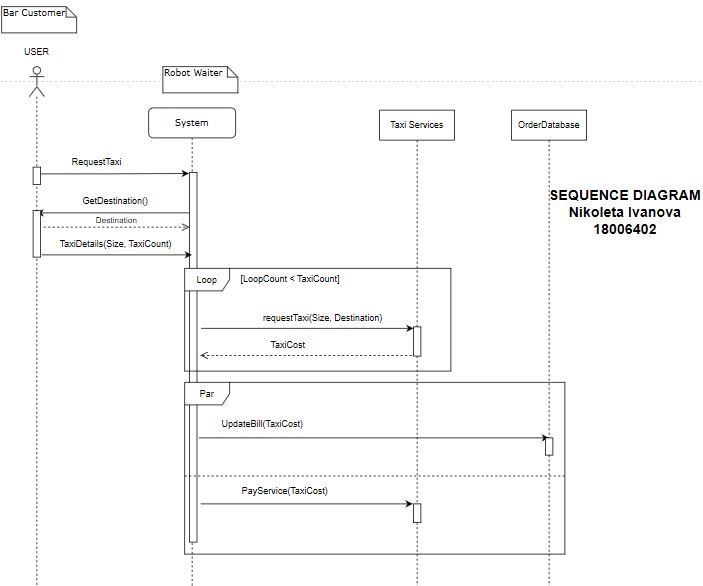 Bar Customer
USER
Robot Waiter
System
Taxi Services
OrderDatabase
RequestTaxi
SEQUENCE DIAGRAM
Nikoleta Ivanova
18006402
GetDestination()
Destination
TaxiDetails(Size, TaxiCount)
Loop
[LoopCount < TaxiCount]
requestTaxi(Size, Destination)
TaxiCost
Par
UpdateBill(TaxiCost)
PayService(TaxiCost)